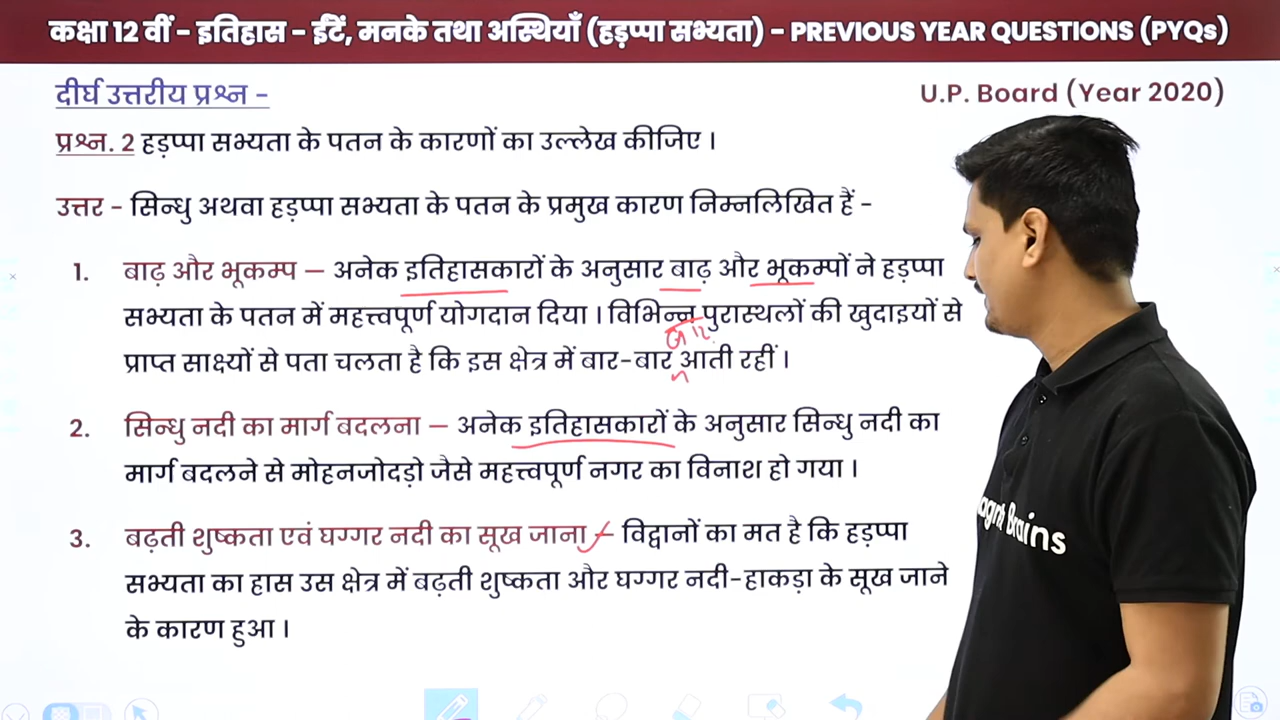 कक्षा 12 वीं - इतिहास - ईंटें, मनके तथा अस्थियाँ (हड़प्पा सभ्यता) - PREVIOUS YEAR QUESTIONS (PYQs)
दीर्घ उत्तरीय प्रश्न -
U.P. Board (Year 2020)
प्रश्न. 2 हड़प्पा सभ्यता के पतन के कारणों का उल्लेख कीजिए ।
उत्तर - सिन्धु अथवा हड़प्पा सभ्यता के पतन के प्रमुख कारण निम्नलिखित हैं -
1. बाढ़ और भूकम्प – अनेक इतिहासकारों के अनुसार बाढ़ और भूकम्पों ने हड़प्पा
सभ्यता के पतन में महत्त्वपूर्ण योगदान दिया । विभिन्न पुरास्थलों की खुदाइयों से
प्राप्त साक्ष्यों से पता चलता है कि इस क्षेत्र में बार-बार आती रहीं ।
2. सिन्धु नदी का मार्ग बदलना – अनेक इतिहासकारों के अनुसार सिन्धु नदी का
मार्ग बदलने से मोहनजोदड़ो जैसे महत्त्वपूर्ण नगर का विनाश हो गया ।
3. बढ़ती शुष्कता एवं घग्गर नदी का सूख जाना – विद्वानों का मत है कि हड़प्पा
सभ्यता का हास उस क्षेत्र में बढ़ती शुष्कता और घग्गर नदी-हाकड़ा के सूख जाने
के कारण हुआ ।
Brains